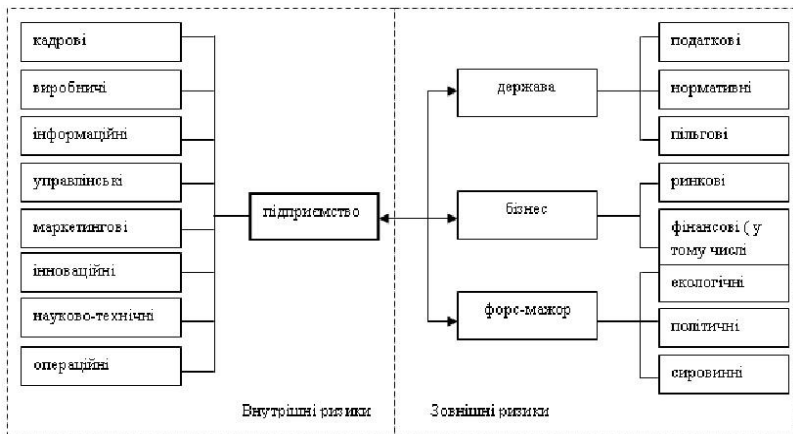 кадрові
виробничі
інформаційні
управлінські
маркетингові
інноваційні
науково-технічні
операційні
підприємство
Внутрішні ризики
держава
бізнес
форс-мажор
податкові
нормативні
пільгові
ринкові
фінансові ( у
тому числі
екологічні
політичні
сировинні
Зовнішні ризики